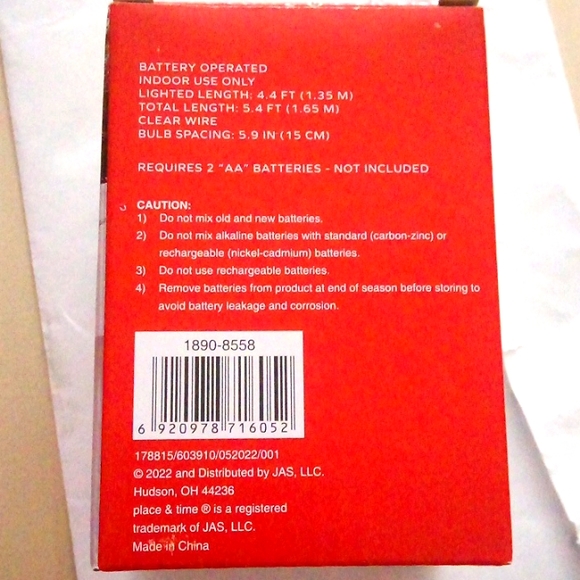 BATTERY OPERATED
INDOOR USE ONLY
LIGHTED LENGTH: 4.4 FT (1.35 M)
TOTAL LENGTH: 5.4 FT (1.65 M)
CLEAR WIRE
BULB SPACING: 5.9 IN (15 CM)
REQUIRES 2 "AA" BATTERIES - NOT INCLUDED
CAUTION:
1) Do not mix old and new batteries.
2) Do not mix alkaline batteries with standard (carbon-zinc) or
rechargeable (nickel-cadmium) batteries.
3) Do not use rechargeable batteries.
4) Remove batteries from product at end of season before storing to
avoid battery leakage and corrosion.
1890-8558
6 920978 716052
178815/603910/052022/001
© 2022 and Distributed by JAS, LLC.
Hudson, OH 44236
place & time ® is a registered
trademark of JAS, LLC.
Made in China